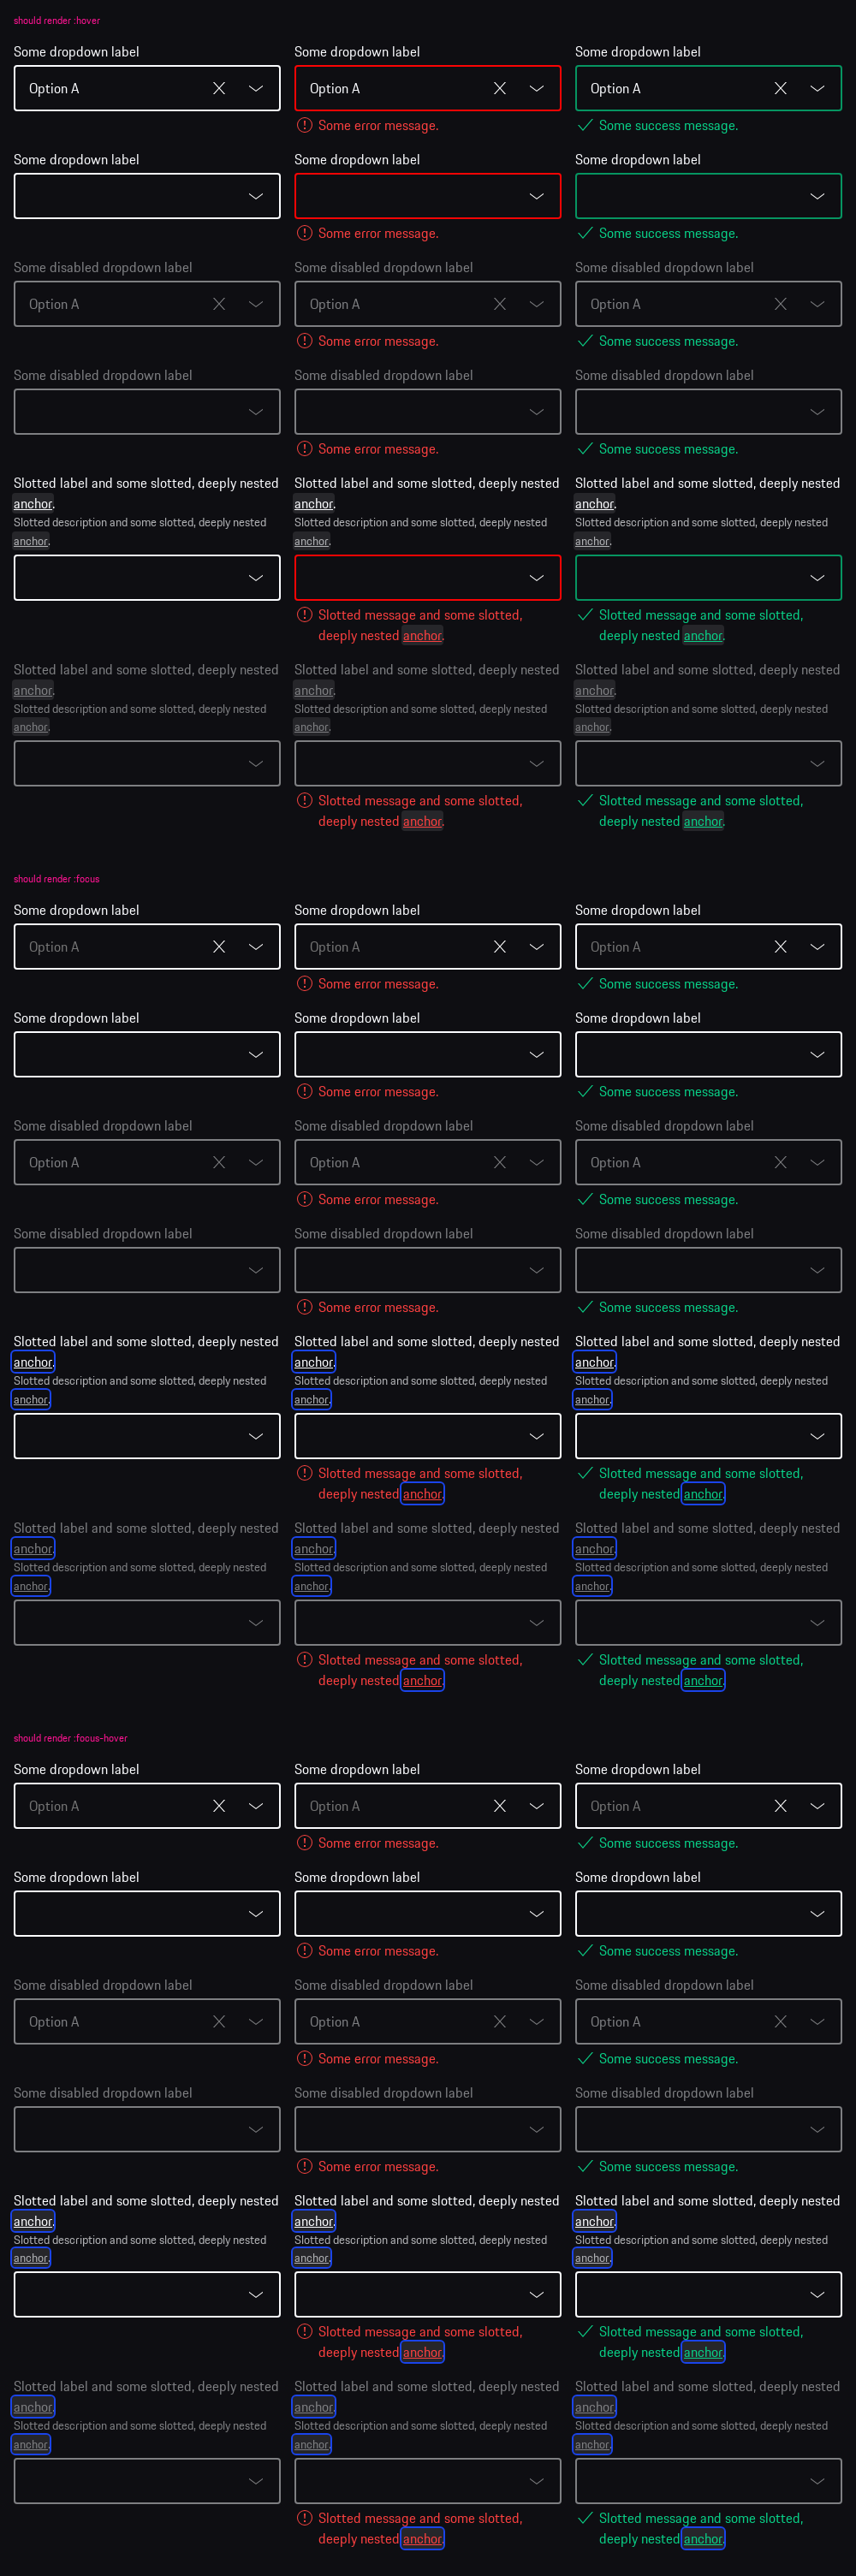 should render :hover
Some dropdown label Some dropdown label Some dropdown label
Option A Option A Option A
Some error message. Some success message.
Some dropdown label Some dropdown label Some dropdown label
Some error message. Some success message.
Some disabled dropdown label Some disabled dropdown label Some disabled dropdown label
Option A Option A Option A
Some error message. Some success message.
Some disabled dropdown label Some disabled dropdown label Some disabled dropdown label
Some error message. Some success message.
Slotted label and some slotted, deeply nested Slotted label and some slotted, deeply nested Slotted label and some slotted, deeply nested
anchor. anchor. anchor.
Slotted description and some slotted, deeply nested Slotted description and some slotted, deeply nested Slotted description and some slotted, deeply nested
anchor. anchor. anchor.
Slotted message and some slotted, Slotted message and some slotted,
deeply nested anchor. deeply nested anchor.
Slotted label and some slotted, deeply nested Slotted label and some slotted, deeply nested Slotted label and some slotted, deeply nested
anchor. anchor. anchor.
Slotted description and some slotted, deeply nested Slotted description and some slotted, deeply nested Slotted description and some slotted, deeply nested
anchor. anchor. anchor.
Slotted message and some slotted, Slotted message and some slotted,
deeply nested anchor. deeply nested anchor.
should render :focus
Some dropdown label Some dropdown label Some dropdown label
Option A Option A Option A
Some error message. Some success message.
Some dropdown label Some dropdown label Some dropdown label
Some error message. Some success message.
Some disabled dropdown label Some disabled dropdown label Some disabled dropdown label
Option A Option A Option A
Some error message. Some success message.
Some disabled dropdown label Some disabled dropdown label Some disabled dropdown label
Some error message. Some success message.
Slotted label and some slotted, deeply nested Slotted label and some slotted, deeply nested Slotted label and some slotted, deeply nested
anchor. anchor. anchor.
Slotted description and some slotted, deeply nested Slotted description and some slotted, deeply nested Slotted description and some slotted, deeply nested
anchor. anchor. anchor.
Slotted message and some slotted, Slotted message and some slotted,
deeply nested anchor. deeply nested anchor.
Slotted label and some slotted, deeply nested Slotted label and some slotted, deeply nested Slotted label and some slotted, deeply nested
anchor. anchor. anchor.
Slotted description and some slotted, deeply nested Slotted description and some slotted, deeply nested Slotted description and some slotted, deeply nested
anchor. anchor. anchor.
Slotted message and some slotted, Slotted message and some slotted,
deeply nested anchor. deeply nested anchor.
should render :focus-hover
Some dropdown label Some dropdown label Some dropdown label
Option A Option A Option A
Some error message. Some success message.
Some dropdown label Some dropdown label Some dropdown label
Some error message. Some success message.
Some disabled dropdown label Some disabled dropdown label Some disabled dropdown label
Option A Option A Option A
Some error message. Some success message.
Some disabled dropdown label Some disabled dropdown label Some disabled dropdown label
Some error message. Some success message.
Slotted label and some slotted, deeply nested Slotted label and some slotted, deeply nested Slotted label and some slotted, deeply nested
anchor. anchor. anchor.
Slotted description and some slotted, deeply nested Slotted description and some slotted, deeply nested Slotted description and some slotted, deeply nested
anchor. anchor. anchor.
Slotted message and some slotted, Slotted message and some slotted,
deeply nested anchor. deeply nested anchor.
Slotted label and some slotted, deeply nested Slotted label and some slotted, deeply nested Slotted label and some slotted, deeply nested
anchor. anchor. anchor.
Slotted description and some slotted, deeply nested Slotted description and some slotted, deeply nested Slotted description and some slotted, deeply nested
anchor. anchor. anchor.
Slotted message and some slotted, Slotted message and some slotted,
deeply nested anchor. deeply nested anchor.